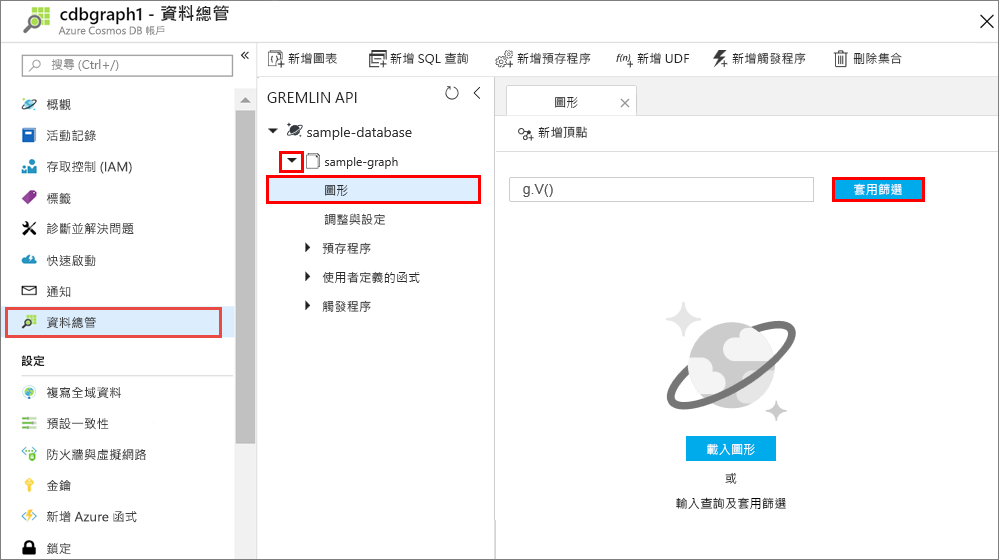 cdbgraph1 - 資料總管
Azure Cosmos DB 帳戶
搜尋 (Ctrl+/)
概觀
活動記錄
存取控制 (IAM)
標籤
診斷並解決問題
快速啟動
通知
資料總管
設定
複寫全域資料
預設一致性
防火牆與虛擬網路
金鑰
新增 Azure 函式
鎖定
新增圖表 新增 SQL 查詢 新增預存程序 f(n) 新增 UDF 新增觸發程序 刪除集合
GREMLIN API
sample-database
sample-graph
圖形
調整與設定
預存程序
使用者定義的函式
觸發程序
圖形
新增頂點
g.V() 套用篩選
載入圖形
或
輸入查詢及套用篩選